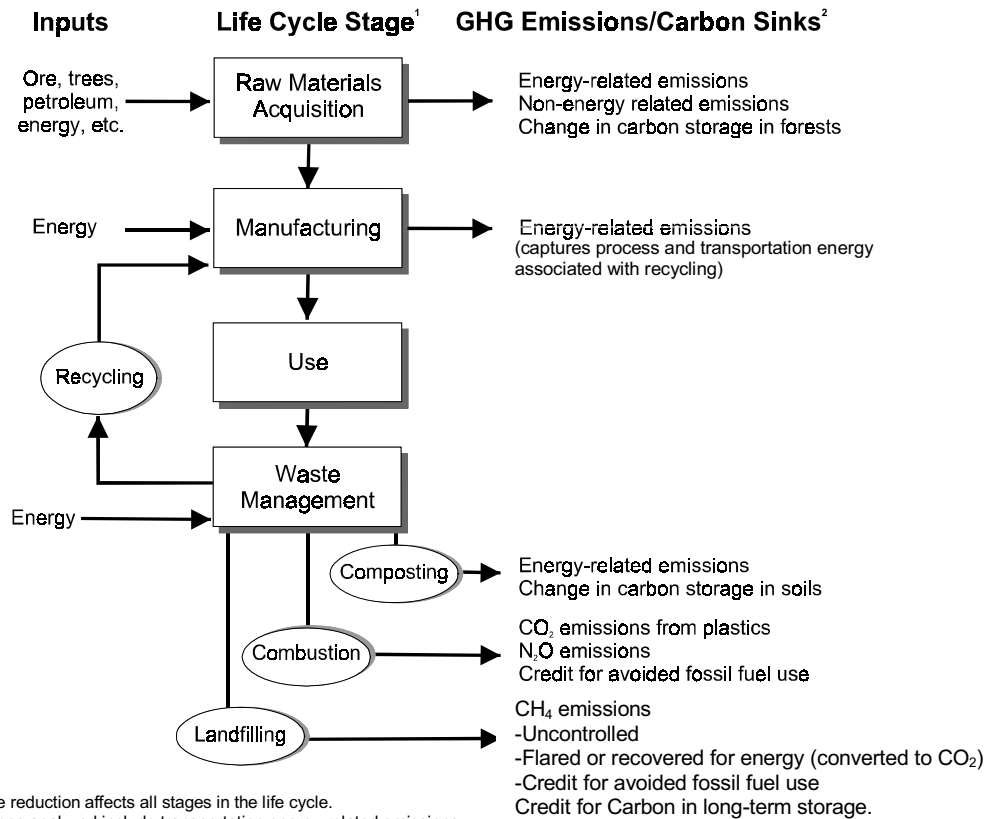 Inputs
Life Cycle Stage¹
GHG Emissions/Carbon Sinks²
Ore, trees,
petroleum,
energy, etc.
Raw Materials
Acquisition
Energy-related emissions
Non-energy related emissions
Change in carbon storage in forests
Energy
Manufacturing
Energy-related emissions
(captures process and transportation energy
associated with recycling)
Use
Recycling
Waste
Management
Energy
Composting
Energy-related emissions
Change in carbon storage in soils
Combustion
CO₂ emissions from plastics
N₂O emissions
Credit for avoided fossil fuel use
Landfilling
CH₄ emissions
-Uncontrolled
-Flared or recovered for energy (converted to CO₂)
-Credit for avoided fossil fuel use
Credit for Carbon in long-term storage.
reduction affects all stages in the life cycle.